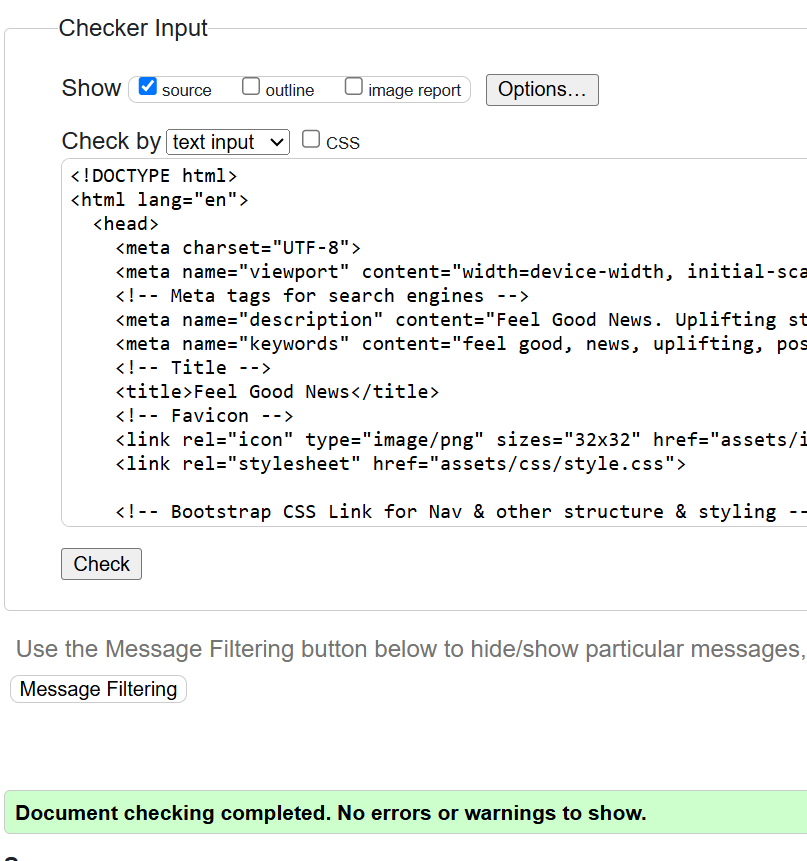 Checker Input
Show source outline image report Options...
Check by text input CSS
<!DOCTYPE html>
<html lang="en">
<head>
<meta charset="UTF-8">
<meta name="viewport" content="width=device-width, initial-sca
<!-- Meta tags for search engines -->
<meta name="description" content="Feel Good News. Uplifting st
<meta name="keywords" content="feel good, news, uplifting, pos
<!-- Title -->
<title>Feel Good News</title>
<!-- Favicon -->
<link rel="icon" type="image/png" sizes="32x32" href="assets/i
<link rel="stylesheet" href="assets/css/style.css">
<!-- Bootstrap CSS Link for Nav & other structure & styling --
Check
Use the Message Filtering button below to hide/show particular messages,
Message Filtering
Document checking completed. No errors or warnings to show.